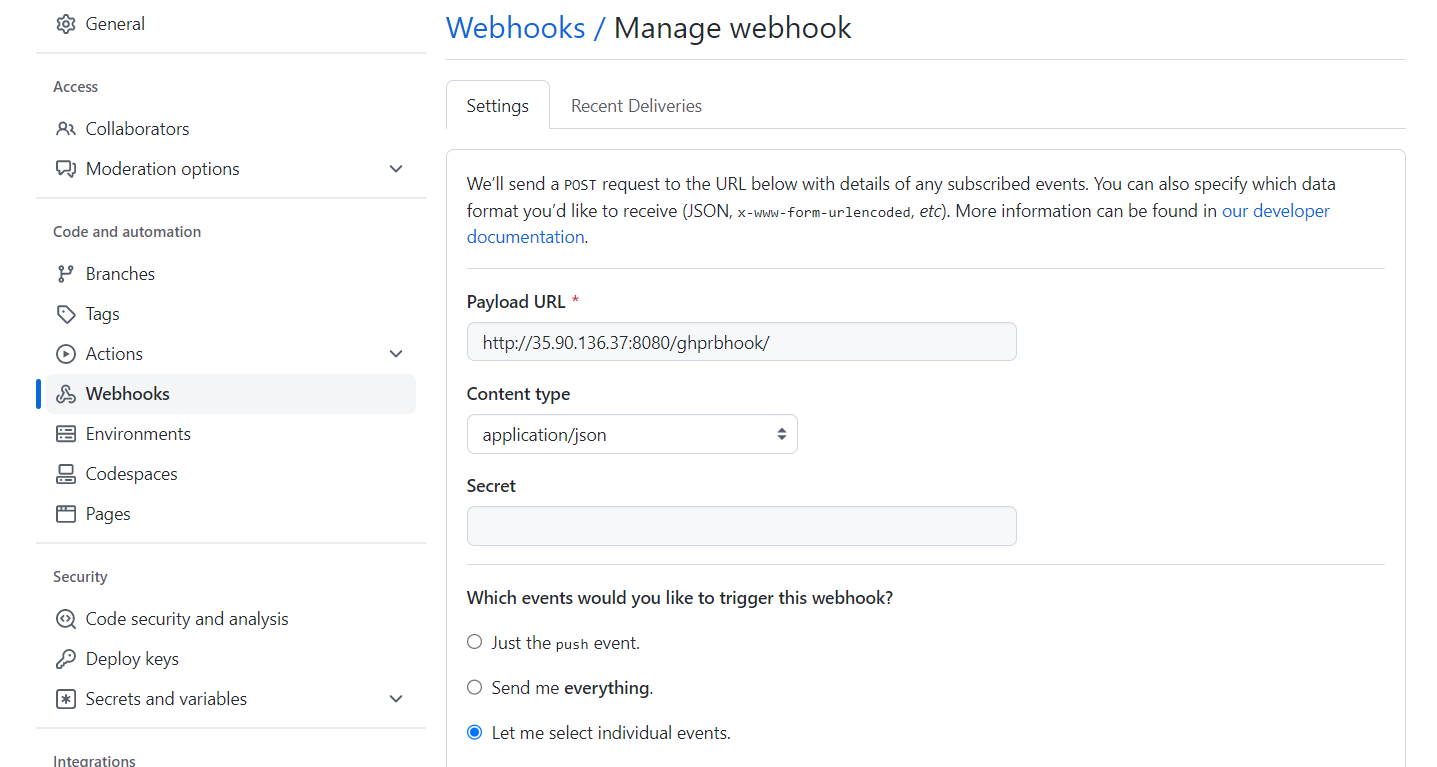 General
Access
Collaborators
Moderation options
Code and automation
Branches
Tags
Actions
Webhooks
Environments
Codespaces
Pages
Security
Code security and analysis
Deploy keys
Secrets and variables
Integrations
Webhooks / Manage webhook
Settings
Recent Deliveries
We’ll send a POST request to the URL below with details of any subscribed events. You can also specify which data
format you’d like to receive (JSON, x-www-form-urlencoded, etc). More information can be found in our developer
documentation.
Payload URL *
http://35.90.136.37:8080/ghprbhook/
Content type
application/json
Secret
Which events would you like to trigger this webhook?
Just the push event.
Send me everything.
Let me select individual events.